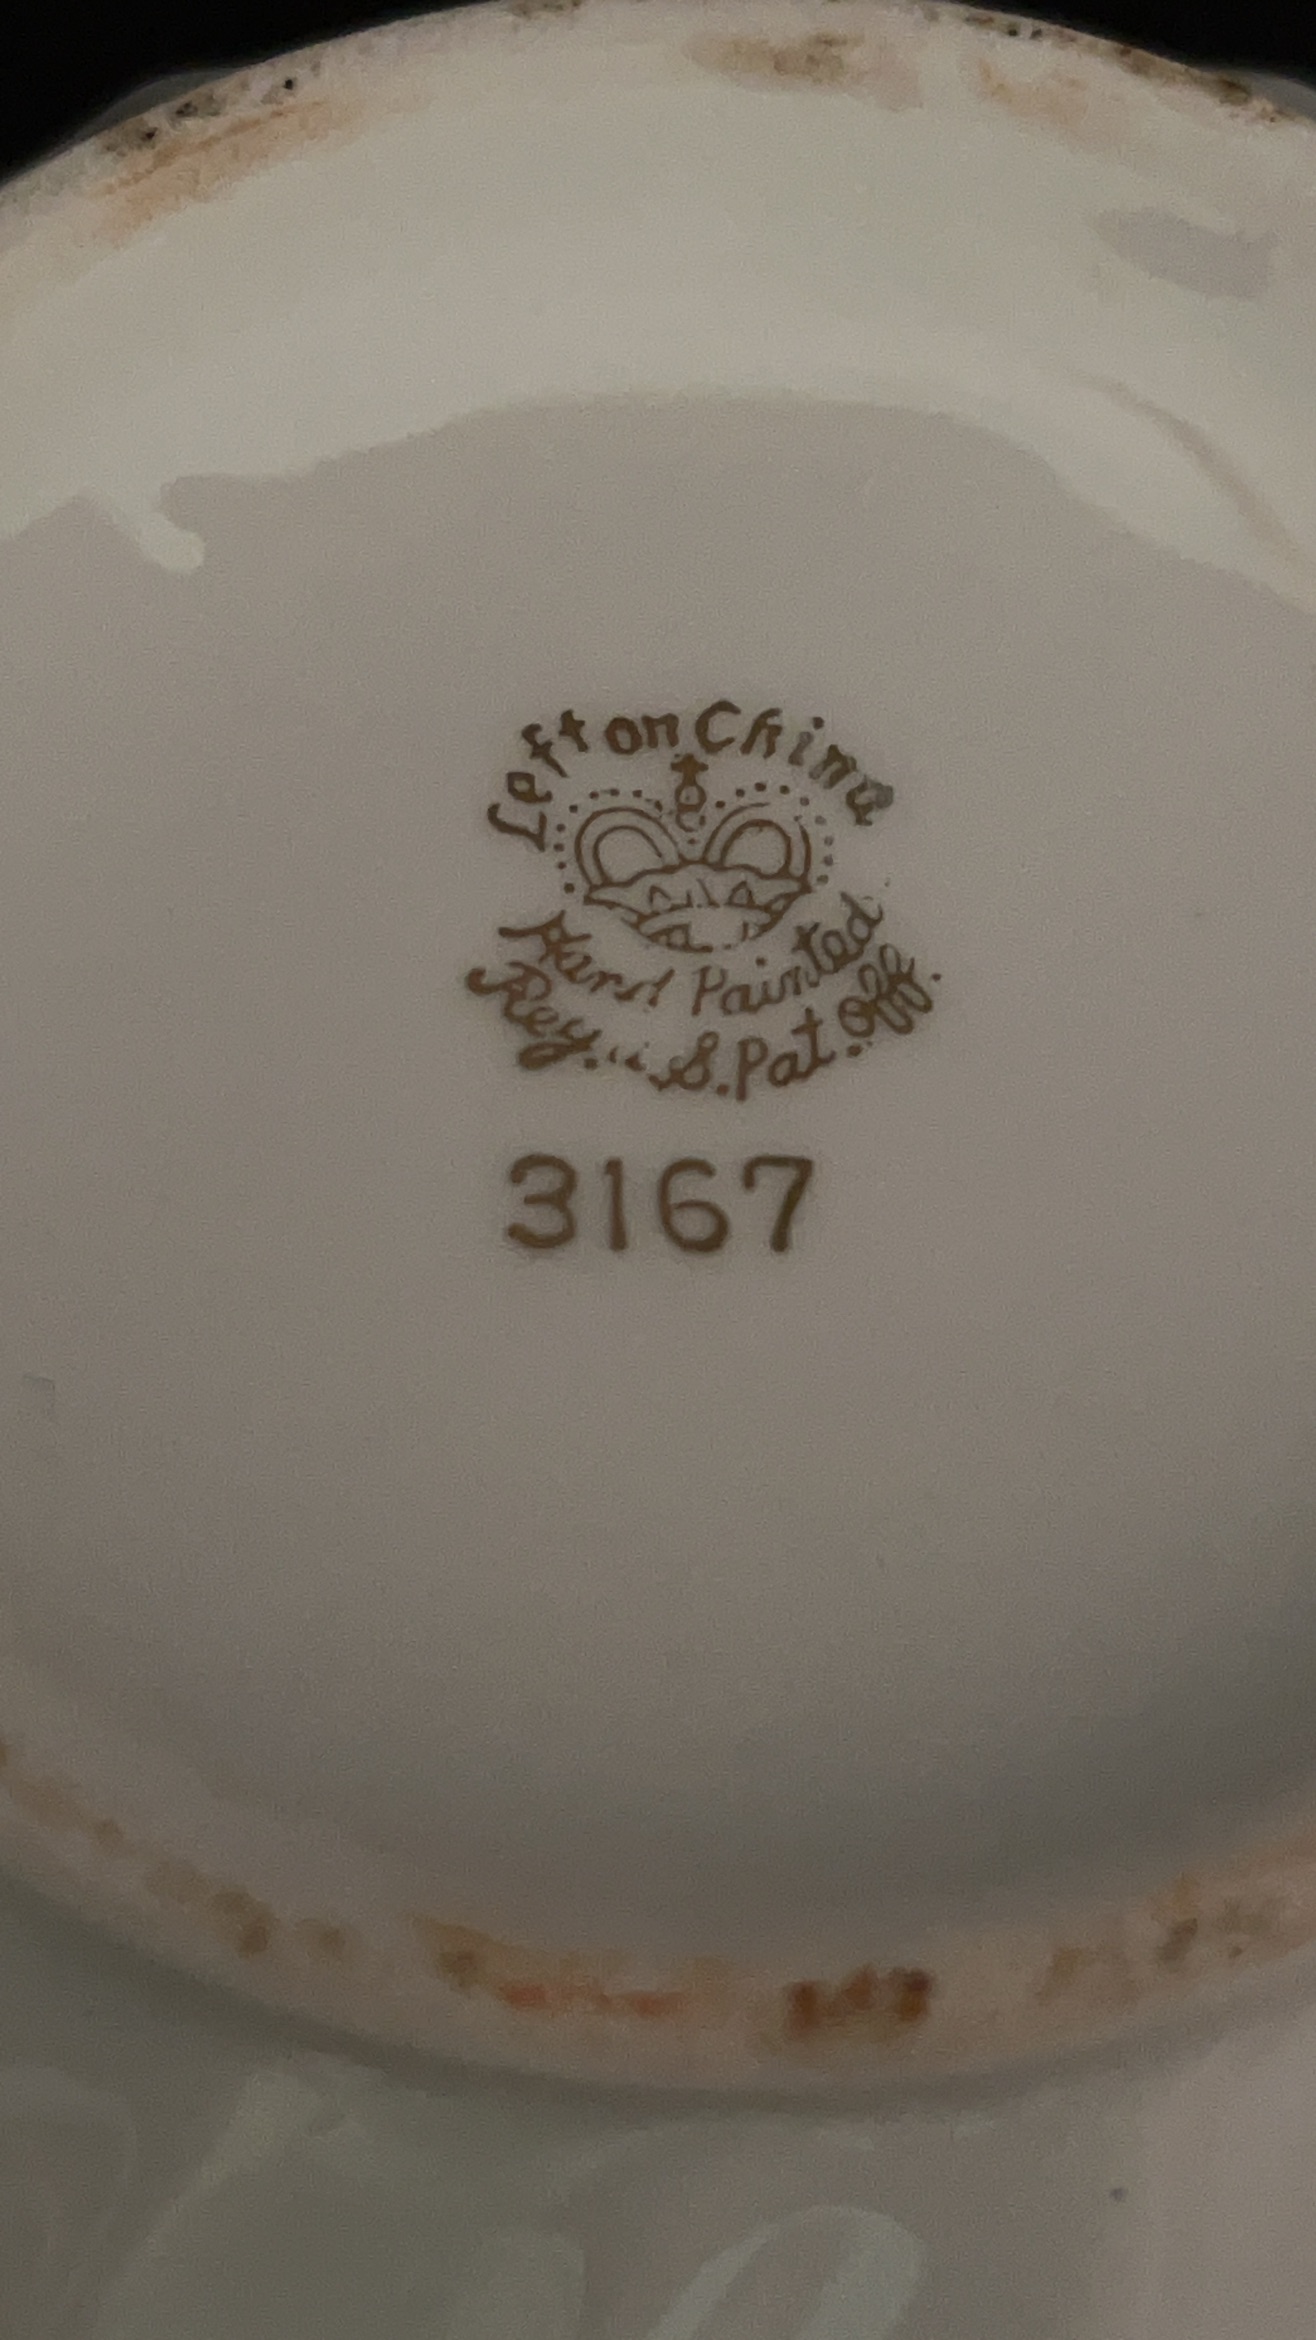 Lefton China
Hand Painted
Reg. U.S. Pat. Off.
3167